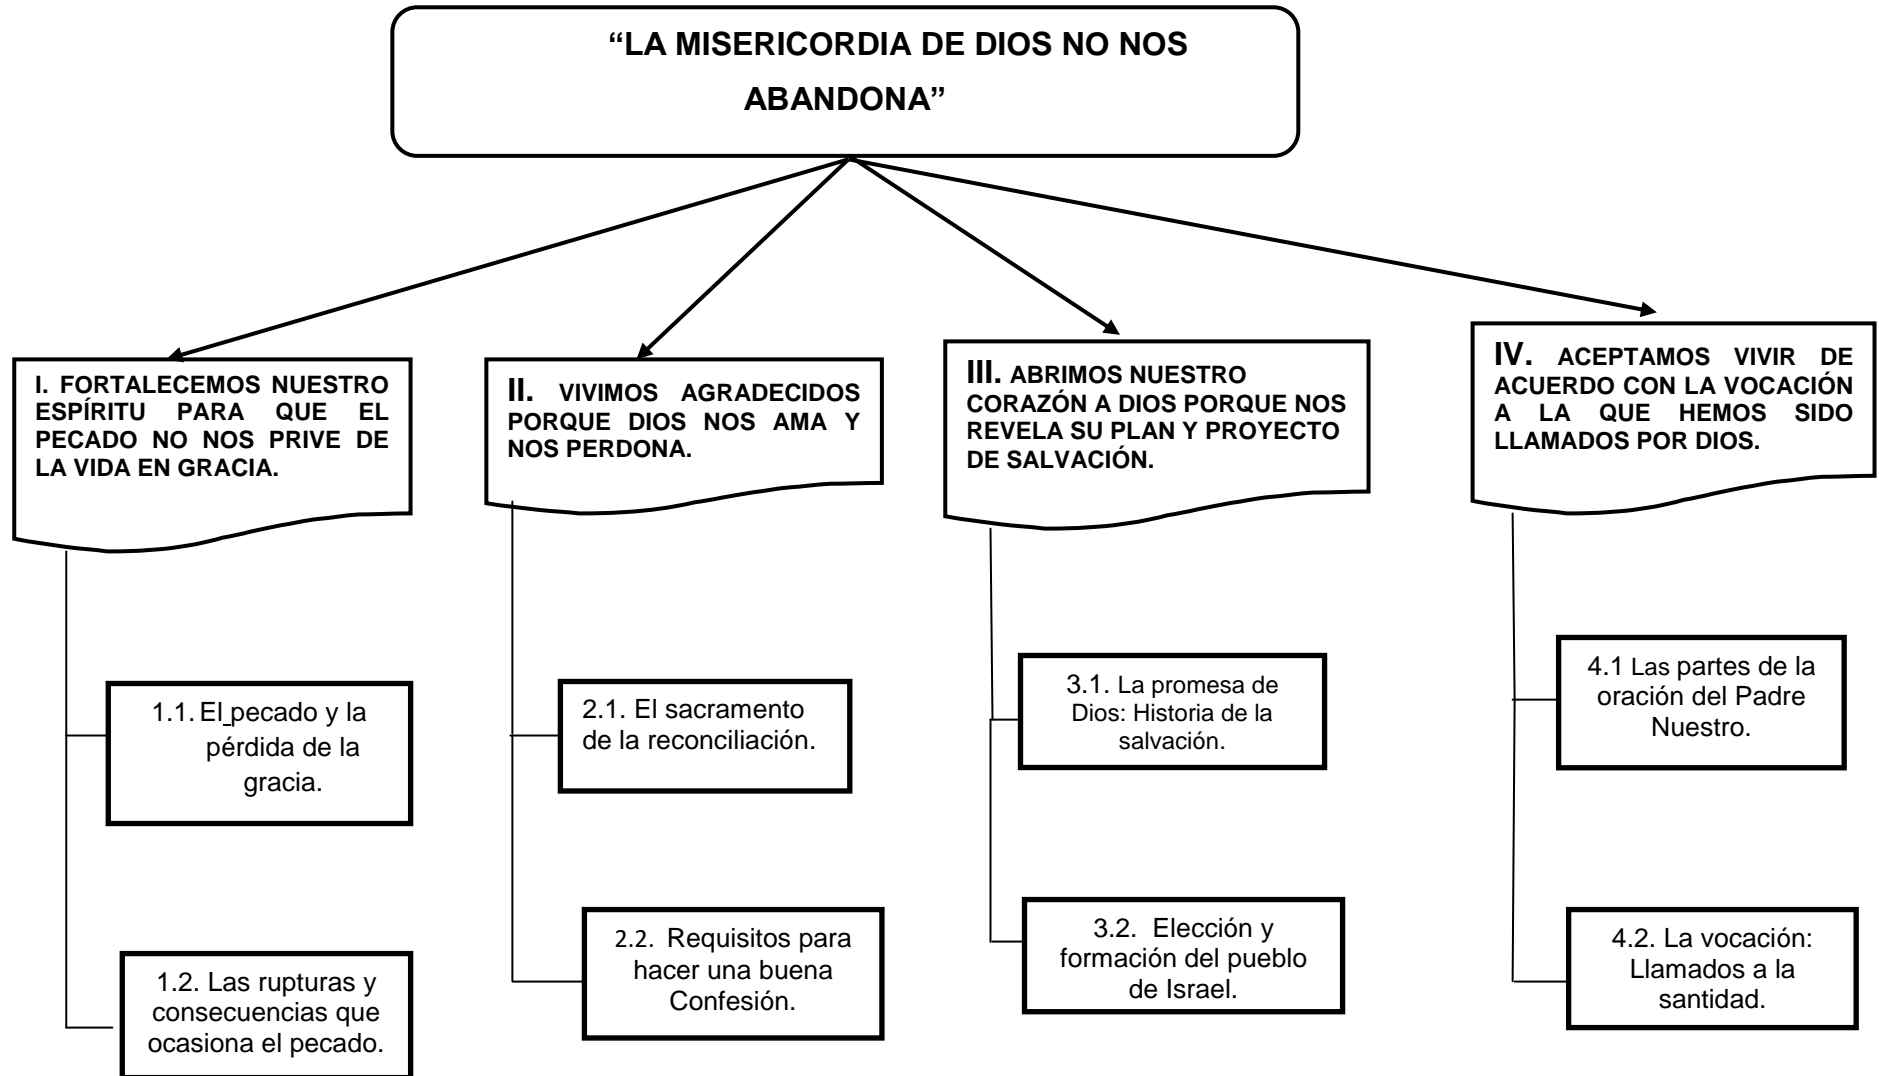 “LA MISERICORDIA DE DIOS NO NOS
ABANDONA”
I. FORTALECEMOS NUESTRO
ESPÍRITU PARA QUE EL
PECADO NO NOS PRIVE DE
LA VIDA EN GRACIA.
1.1. El pecado y la
pérdida de la
gracia.
1.2. Las rupturas y
consecuencias que
ocasiona el pecado.
II. VIVIMOS AGRADECIDOS
PORQUE DIOS NOS AMA Y
NOS PERDONA.
2.1. El sacramento
de la reconciliación.
2.2. Requisitos para
hacer una buena
Confesión.
III. ABRIMOS NUESTRO
CORAZÓN A DIOS PORQUE NOS
REVELA SU PLAN Y PROYECTO
DE SALVACIÓN.
3.1. La promesa de
Dios: Historia de la
salvación.
3.2. Elección y
formación del pueblo
de Israel.
IV. ACEPTAMOS VIVIR DE
ACUERDO CON LA VOCACIÓN
A LA QUE HEMOS SIDO
LLAMADOS POR DIOS.
4.1 Las partes de la
oración del Padre
Nuestro.
4.2. La vocación:
Llamados a la
santidad.